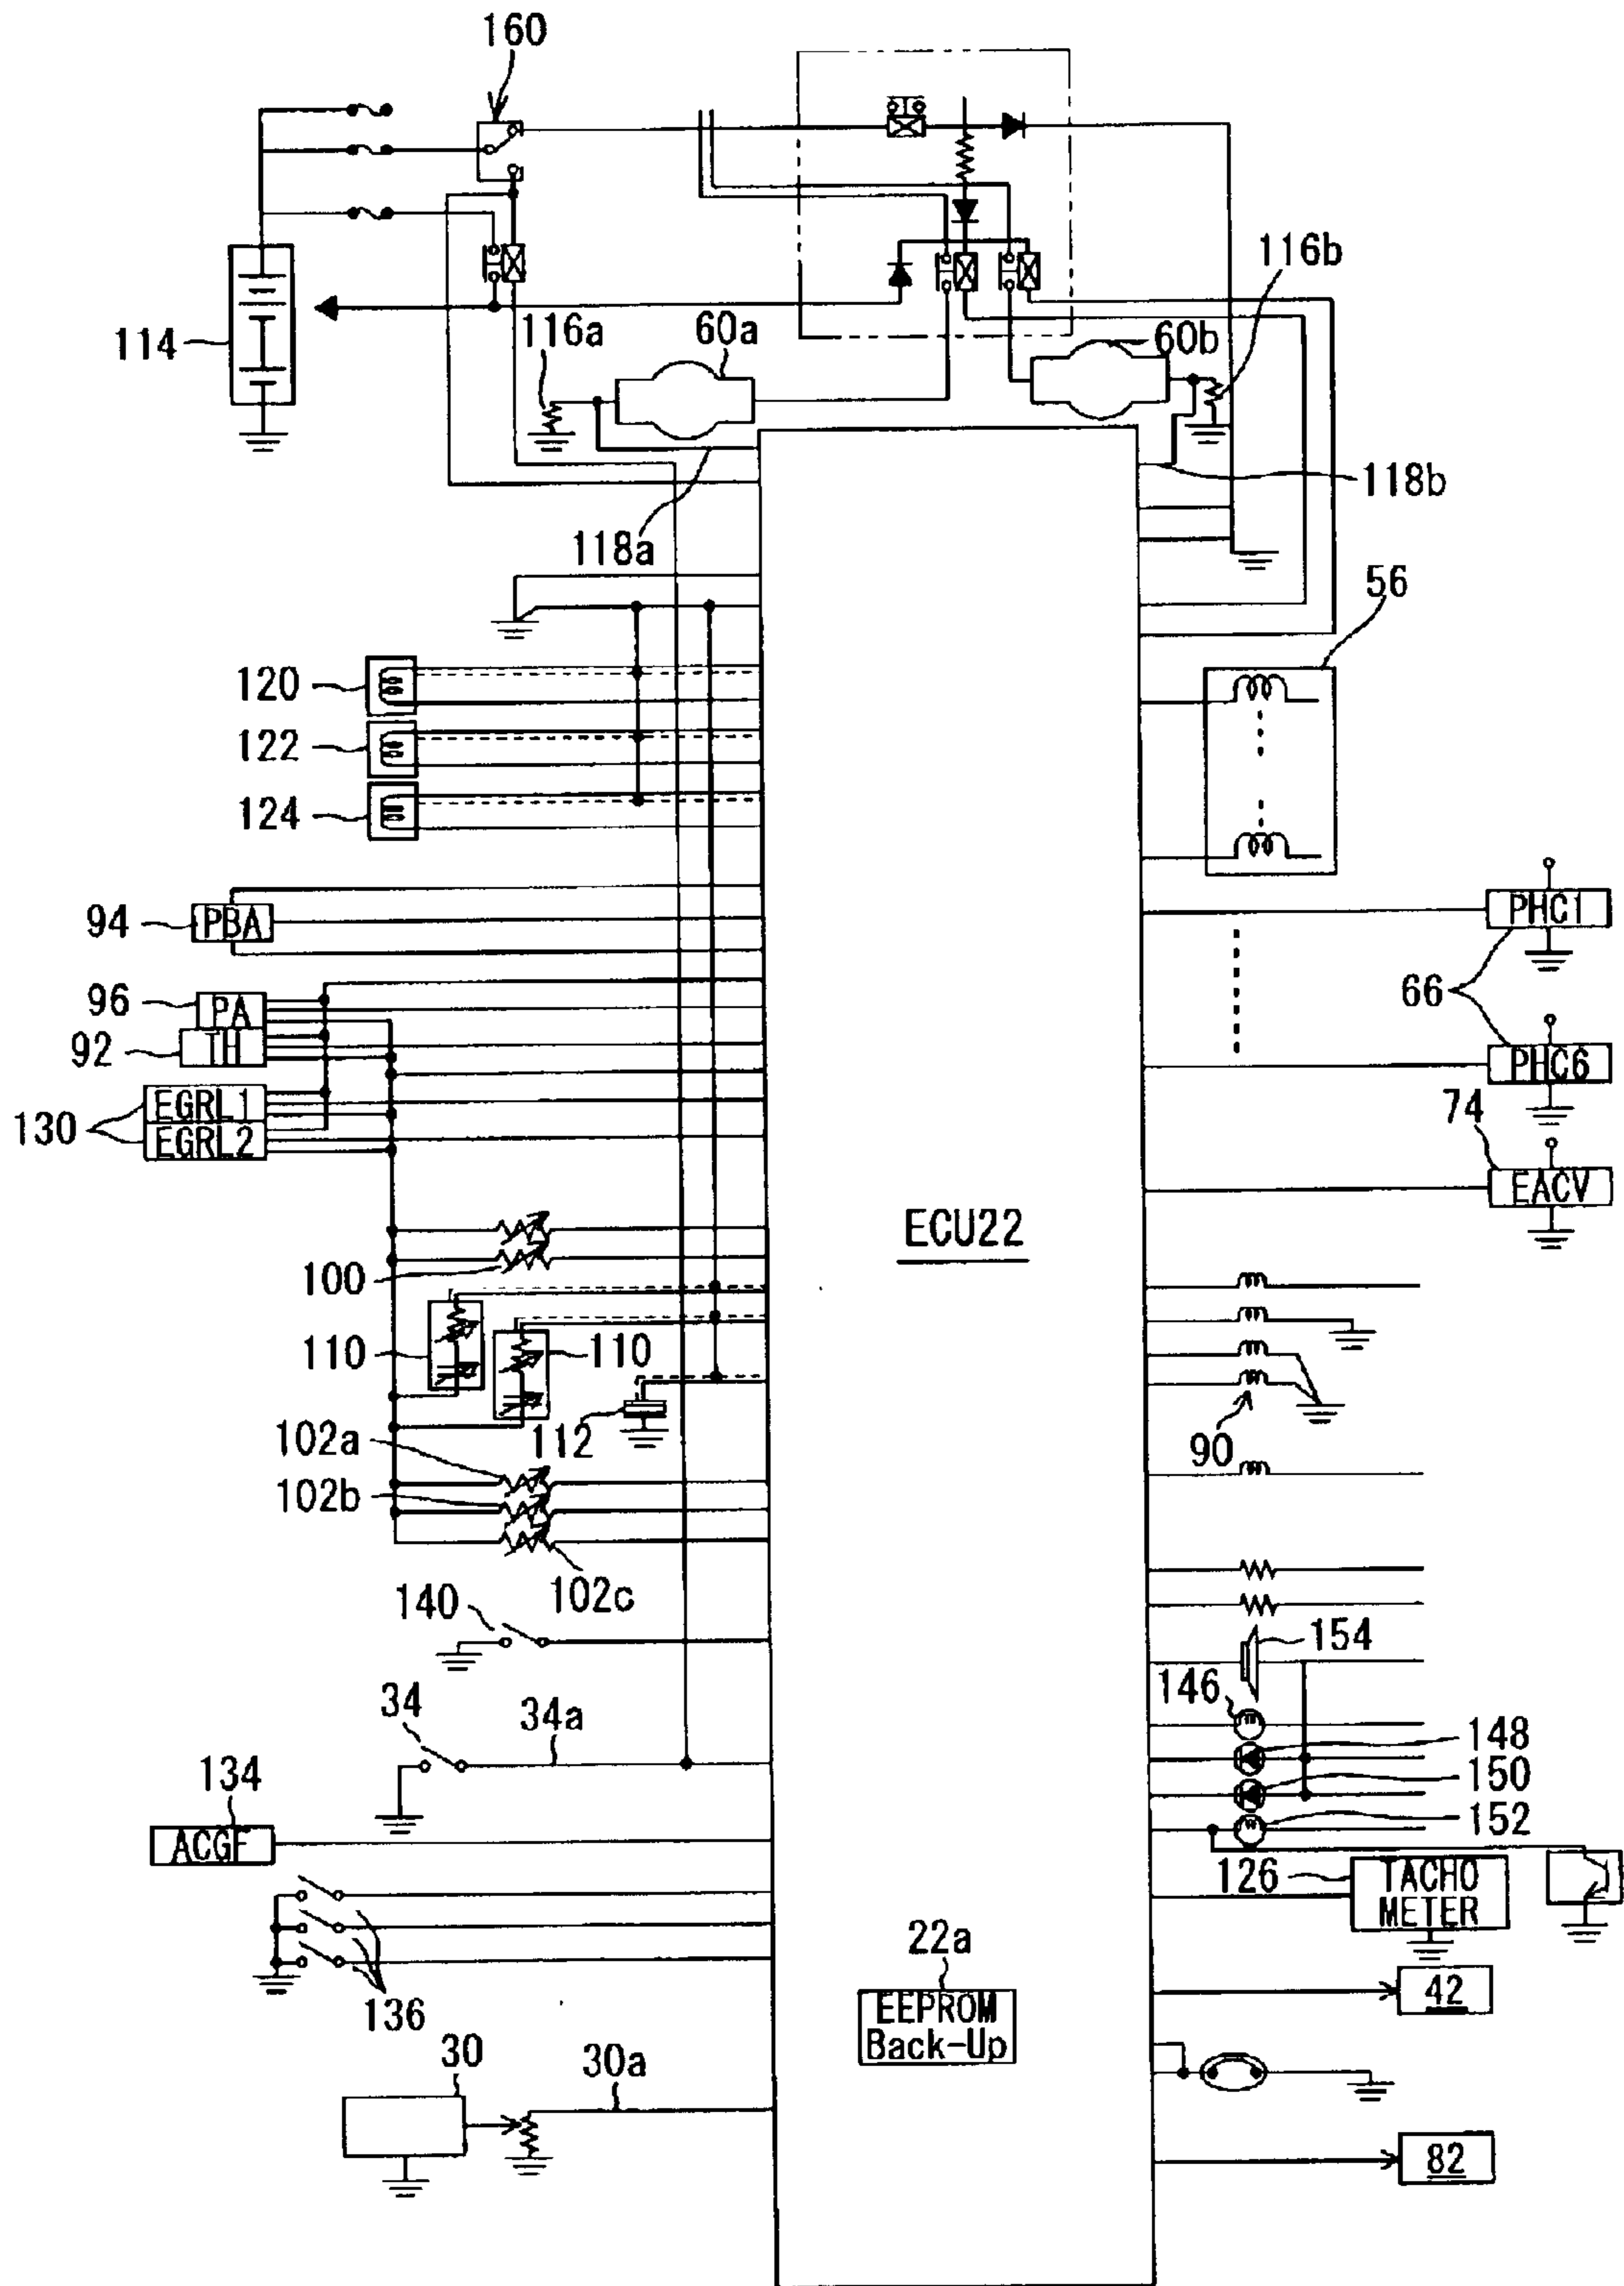 160
116b
116a
60a
60b
114
118b
118a
56
120
122
124
94
PBA
PHC1
96
PA
66
92
TH
PHC6
EGRL1
74
130
EGRL2
EACV
ECU22
100
110
110
102a
112
90
102b
102c
140
154
146
34
34a
148
134
150
ACGF
152
126
TACHO
METER
22a
136
42
EEPROM
Back-Up
30
30a
82